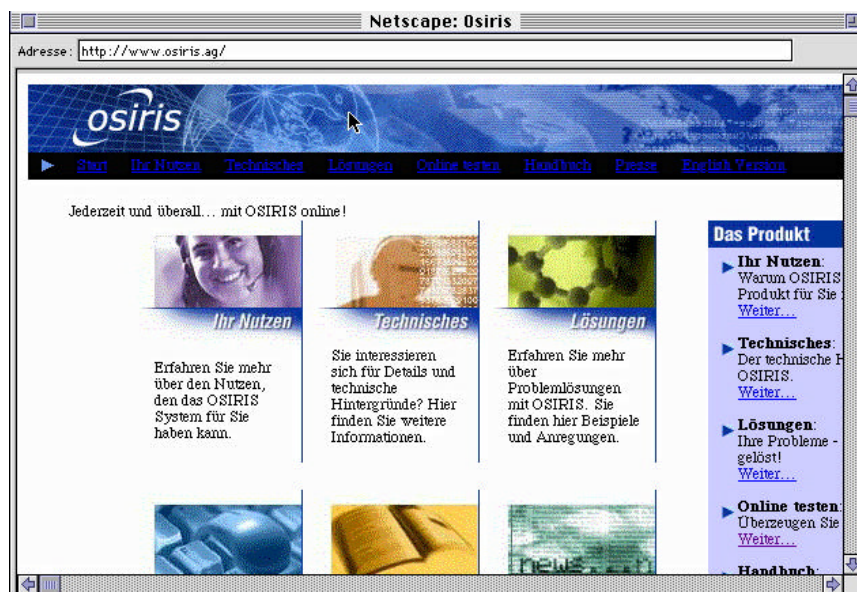 Netscape: Osiris
Adresse: http://www.osiris.ag/
osiris
Start Ihr Nutzen Technisches Lösungen Online testen Handbuch Presse English Version
Jederzeit und überall... mit OSIRIS online!
Ihr Nutzen
Erfahren Sie mehr
über den Nutzen,
den das OSIRIS
System für Sie
haben kann.
Technisches
Sie interessieren
sich für Details und
technische
Hintergründe? Hier
finden Sie weitere
Informationen.
Lösungen
Erfahren Sie mehr
über
Problemlösungen
mit OSIRIS. Sie
finden hier Beispiele
und Anregungen.
news
Das Produkt
Ihr Nutzen:
Warum OSIRIS
Produkt für Sie
Weiter...
Technisches:
Der technische H
OSIRIS.
Weiter...
Lösungen:
Ihre Probleme -
gelöst!
Weiter...
Online testen:
Überzeugen Sie
Weiter...
Handbuch: